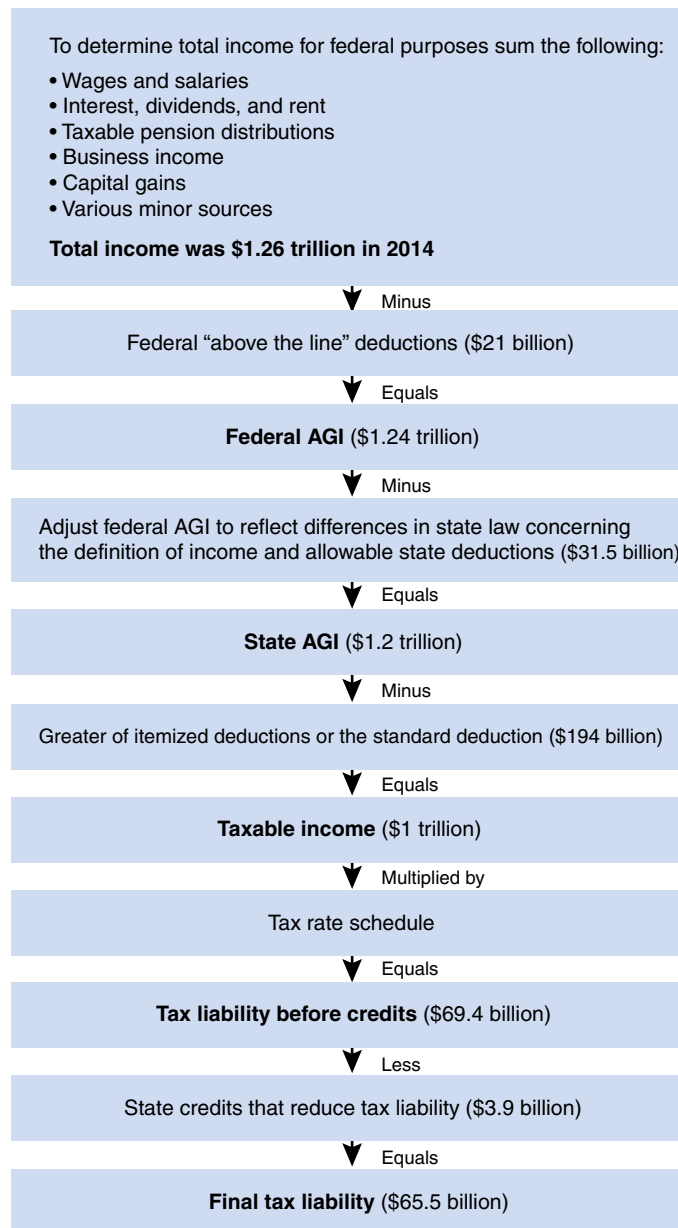 To determine total income for federal purposes sum the following:
• Wages and salaries
• Interest, dividends, and rent
• Taxable pension distributions
• Business income
• Capital gains
• Various minor sources
Total income was $1.26 trillion in 2014
Minus
Federal “above the line” deductions ($21 billion)
Equals
Federal AGI ($1.24 trillion)
Minus
Adjust federal AGI to reflect differences in state law concerning
the definition of income and allowable state deductions ($31.5 billion)
Equals
State AGI ($1.2 trillion)
Minus
Greater of itemized deductions or the standard deduction ($194 billion)
Equals
Taxable income ($1 trillion)
Multiplied by
Tax rate schedule
Equals
Tax liability before credits ($69.4 billion)
Less
State credits that reduce tax liability ($3.9 billion)
Equals
Final tax liability ($65.5 billion)